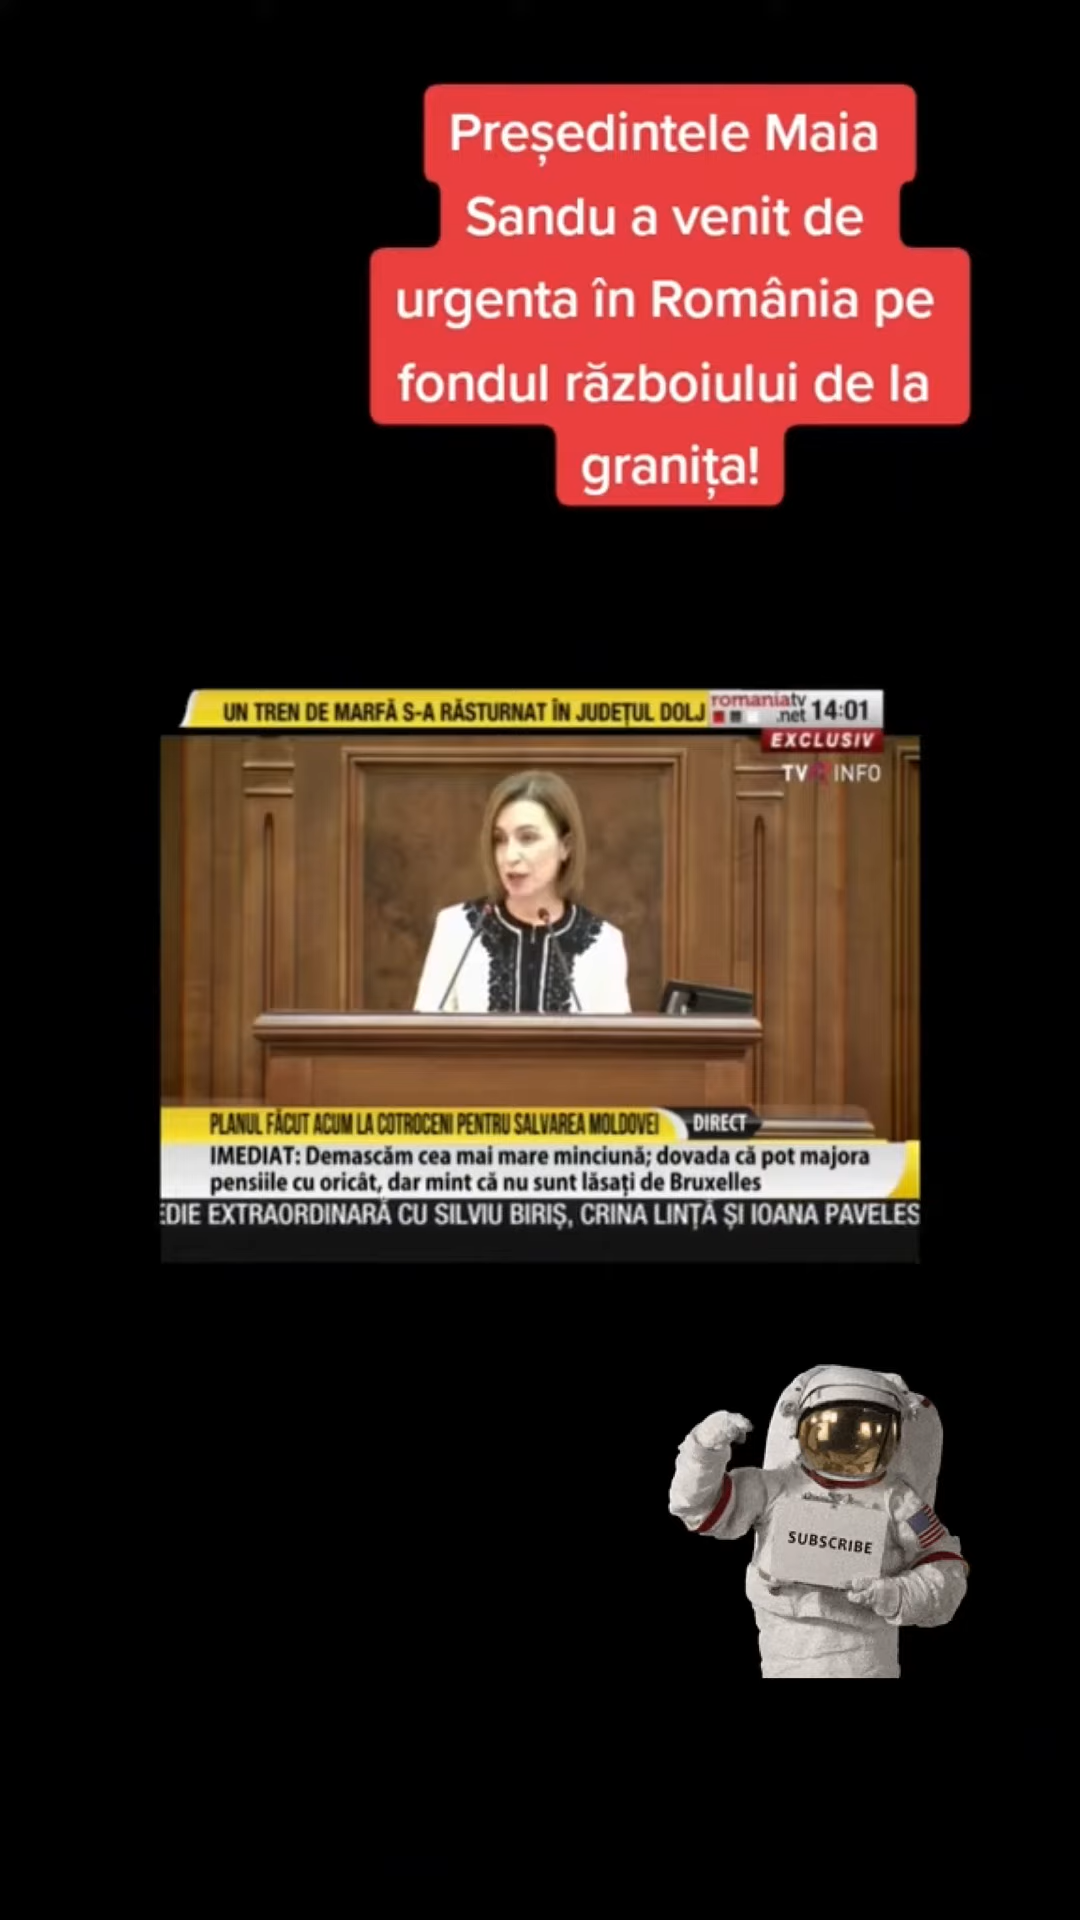 Președintele Maia
Sandu a venit de
urgenta în România pe
fondul războiului de la
granița!
UN TREN DE MARFĂ S-A RĂSTURNAT ÎN JUDEȚUL DOLJ
romaniatv
.net 14:01
EXCLUSIV
TVR INFO
PLANUL FĂCUT ACUM LA COTROCENI PENTRU SALVAREA MOLDOVEI DIRECT
IMEDIAT: Demascăm cea mai mare minciună; dovada că pot majora
pensiile cu oricât, dar mint că nu sunt lăsați de Bruxelles
EDIE EXTRAORDINARĂ CU SILVIU BIRIȘ, CRINA LINȚĂ ȘI IOANA PAVELES
SUBSCRIBE